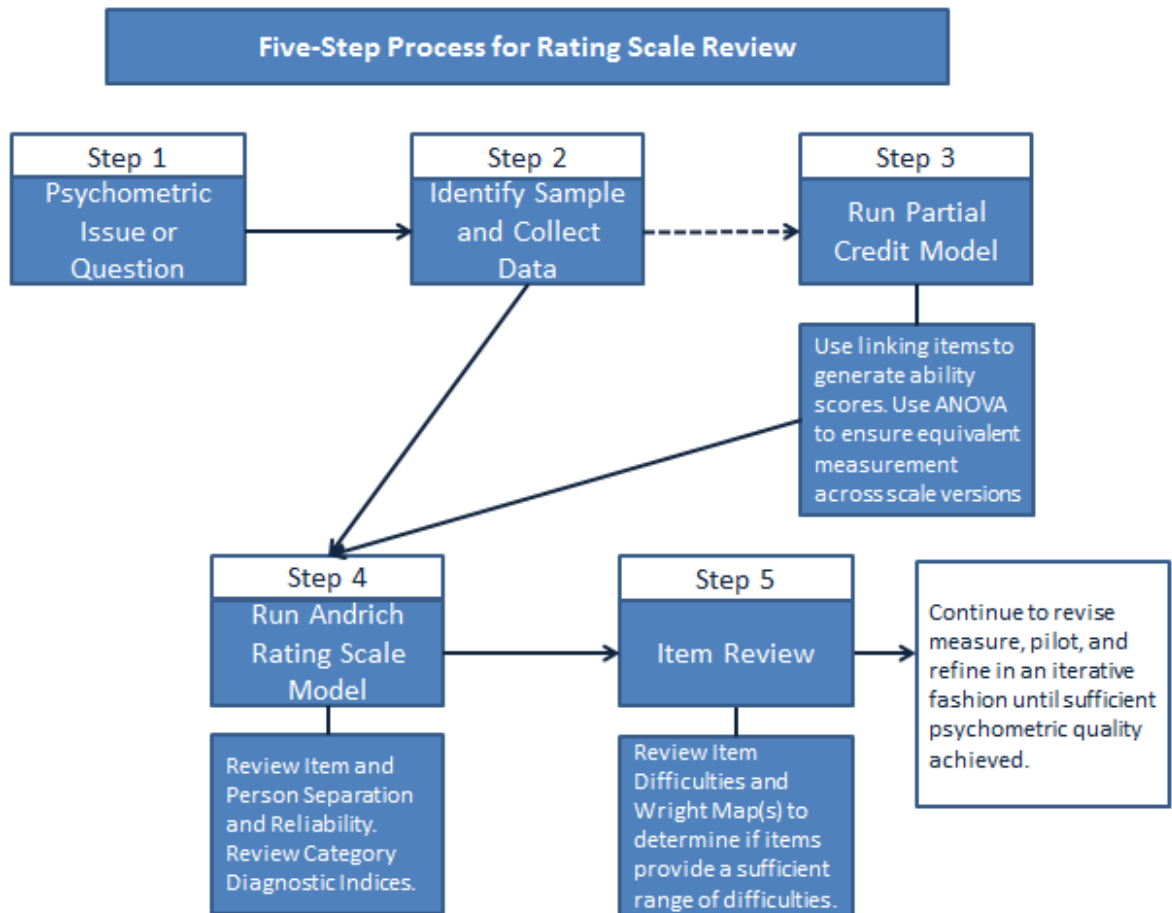 Five-Step Process for Rating Scale Review
Step 1
Psychometric
Issue or
Question
Step 2
Identify Sample
and Collect
Data
Step 3
Run Partial
Credit Model
Use linking items to
generate ability
scores. Use ANOVA
to ensure equivalent
measurement
across scale versions
Step 4
Run Andrich
Rating Scale
Model
Review Item and
Person Separation
and Reliability.
Review Category
Diagnostic Indices.
Step 5
Item Review
Review Item
Difficulties and
Wright Map(s) to
determine if items
provide a sufficient
range of difficulties.
Continue to revise
measure, pilot, and
refine in an iterative
fashion until sufficient
psychometric quality
achieved.